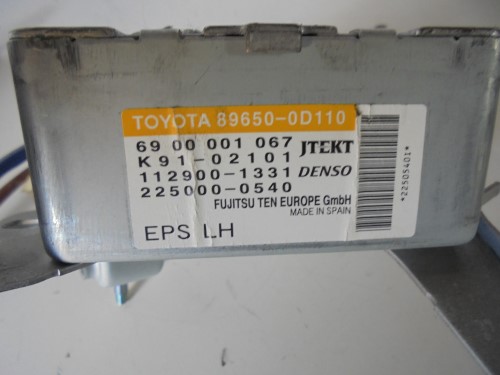 TOYOTA 89650-0D110
69 00 001 067 JTEKT
K91-02101
112900-1331 DENSO
225000-0540
FUJITSU TEN EUROPE GmbH
MADE IN SPAIN
EPS LH
*22505401*